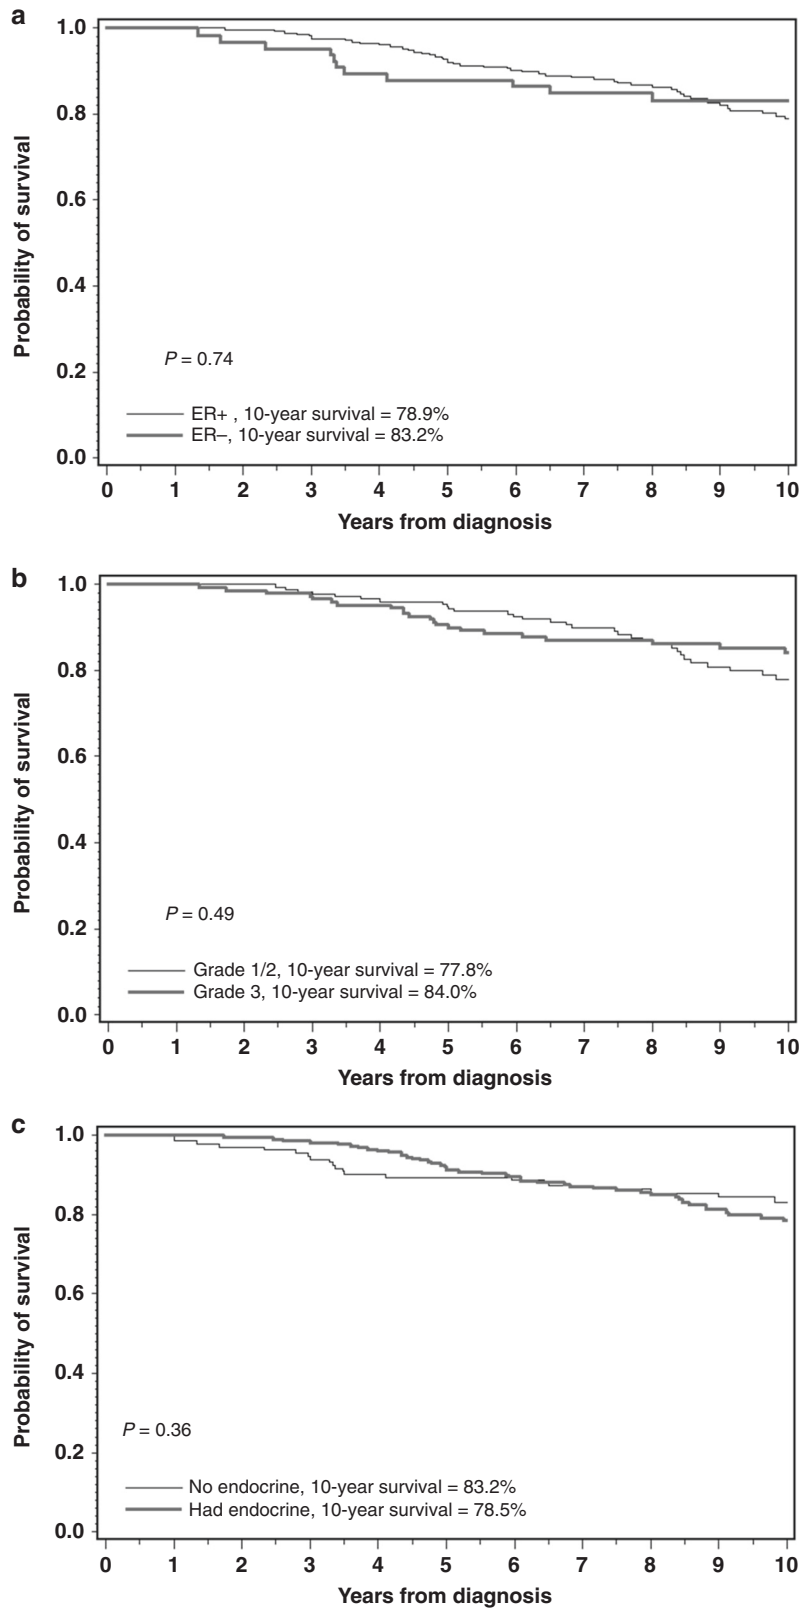 a
1.0
0.8
0.6
0.4
0.2
0.0
Probability of survival
P = 0.74
ER+ , 10-year survival = 78.9%
ER–, 10-year survival = 83.2%
0 1 2 3 4 5 6 7 8 9 10
Years from diagnosis
b
1.0
0.8
0.6
0.4
0.2
0.0
Probability of survival
P = 0.49
Grade 1/2, 10-year survival = 77.8%
Grade 3, 10-year survival = 84.0%
0 1 2 3 4 5 6 7 8 9 10
Years from diagnosis
c
1.0
0.8
0.6
0.4
0.2
0.0
Probability of survival
P = 0.36
No endocrine, 10-year survival = 83.2%
Had endocrine, 10-year survival = 78.5%
0 1 2 3 4 5 6 7 8 9 10
Years from diagnosis